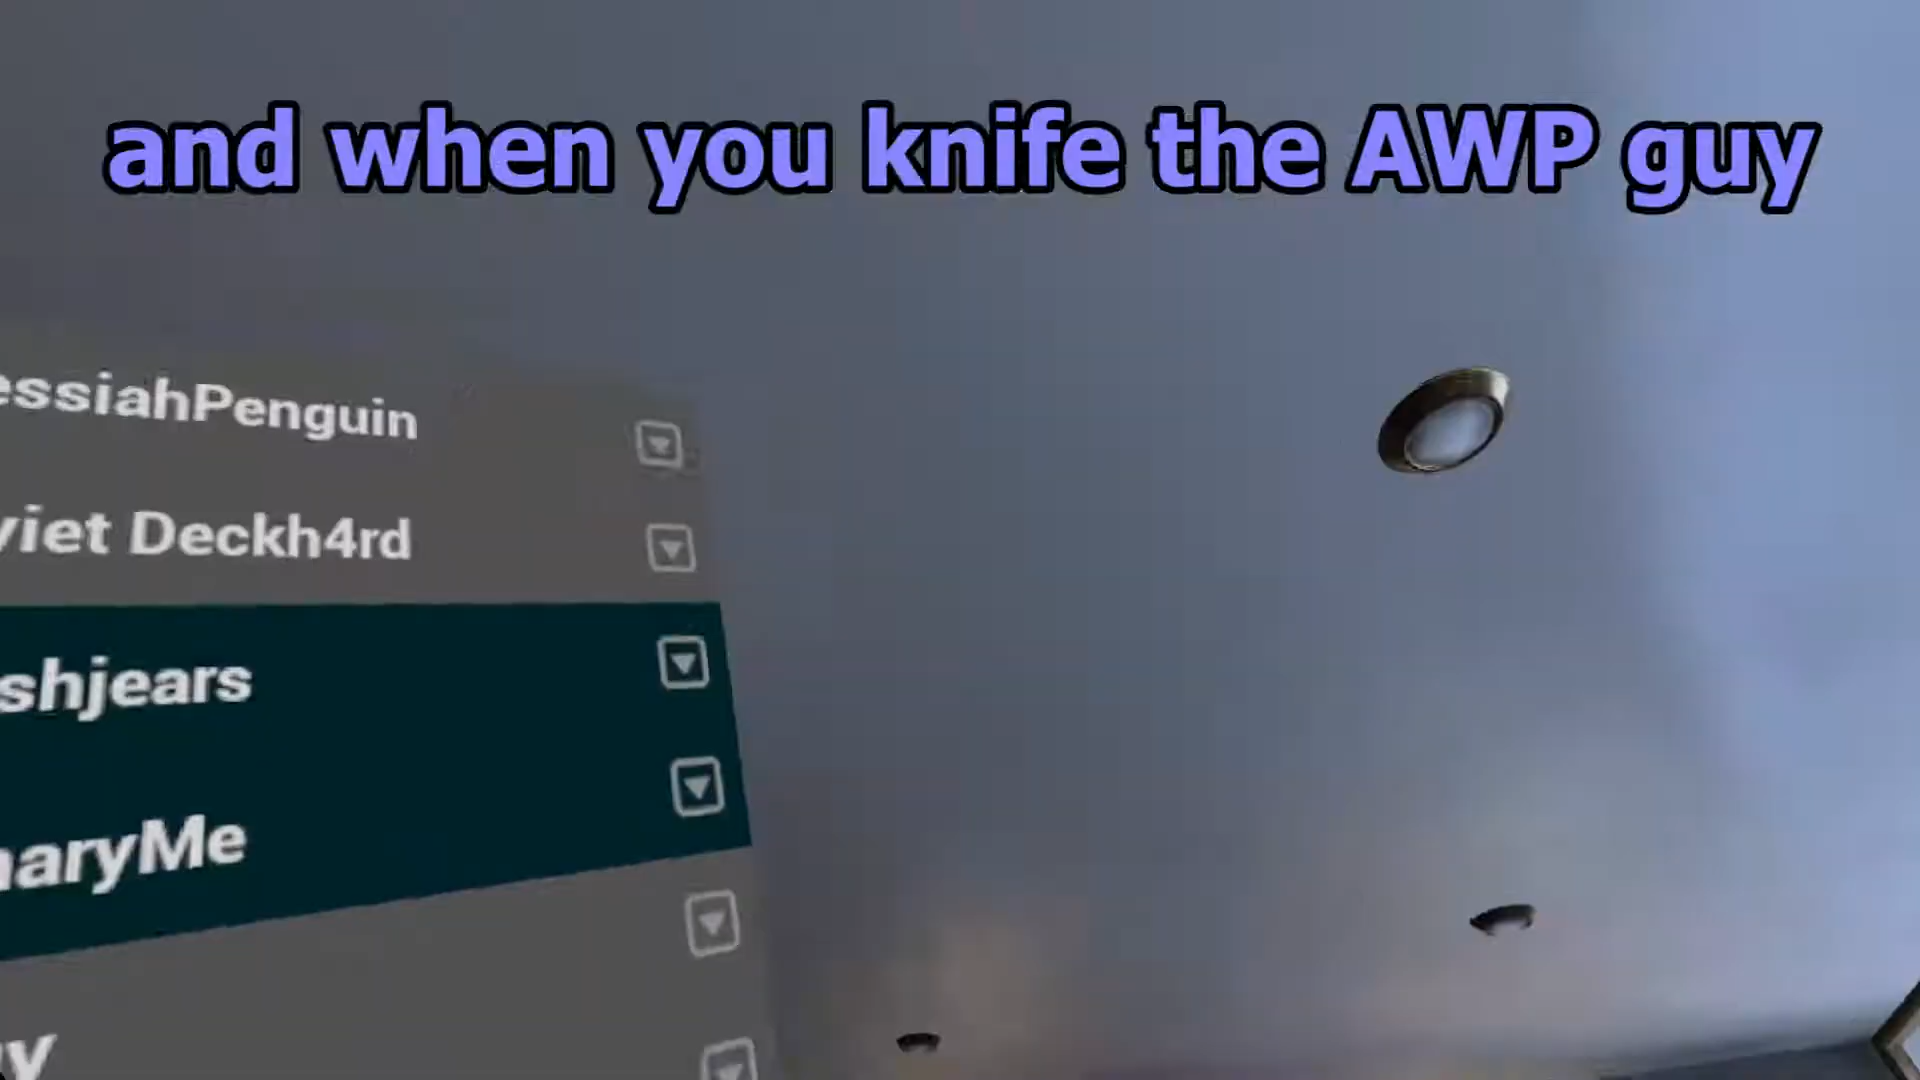 and when you knife the AWP guy
essiahPenguin
viet Deckh4rd
shjears
aryMe